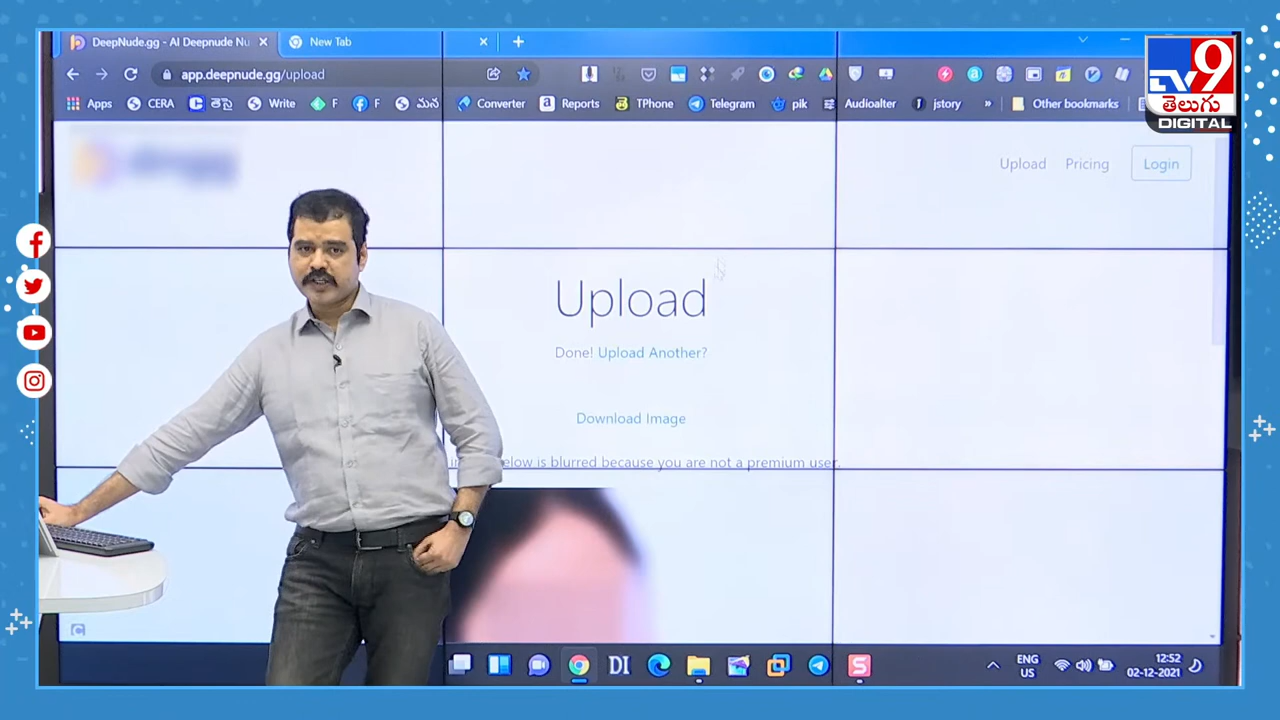 DeepNude.gg - AI Deepnude Nu
New Tab
app.deepnude.gg/upload
Apps CERA తెసై Write F F మన Converter Reports TPhone Telegram pik Audioalter jstory » Other bookmarks
TV9
తెలుగు
DIGITAL
Upload Pricing Login
Upload
Done! Upload Another?
Download Image
elow is blurred because you are not a premium user.
DI
ENG
US
12:52
02-12-2021